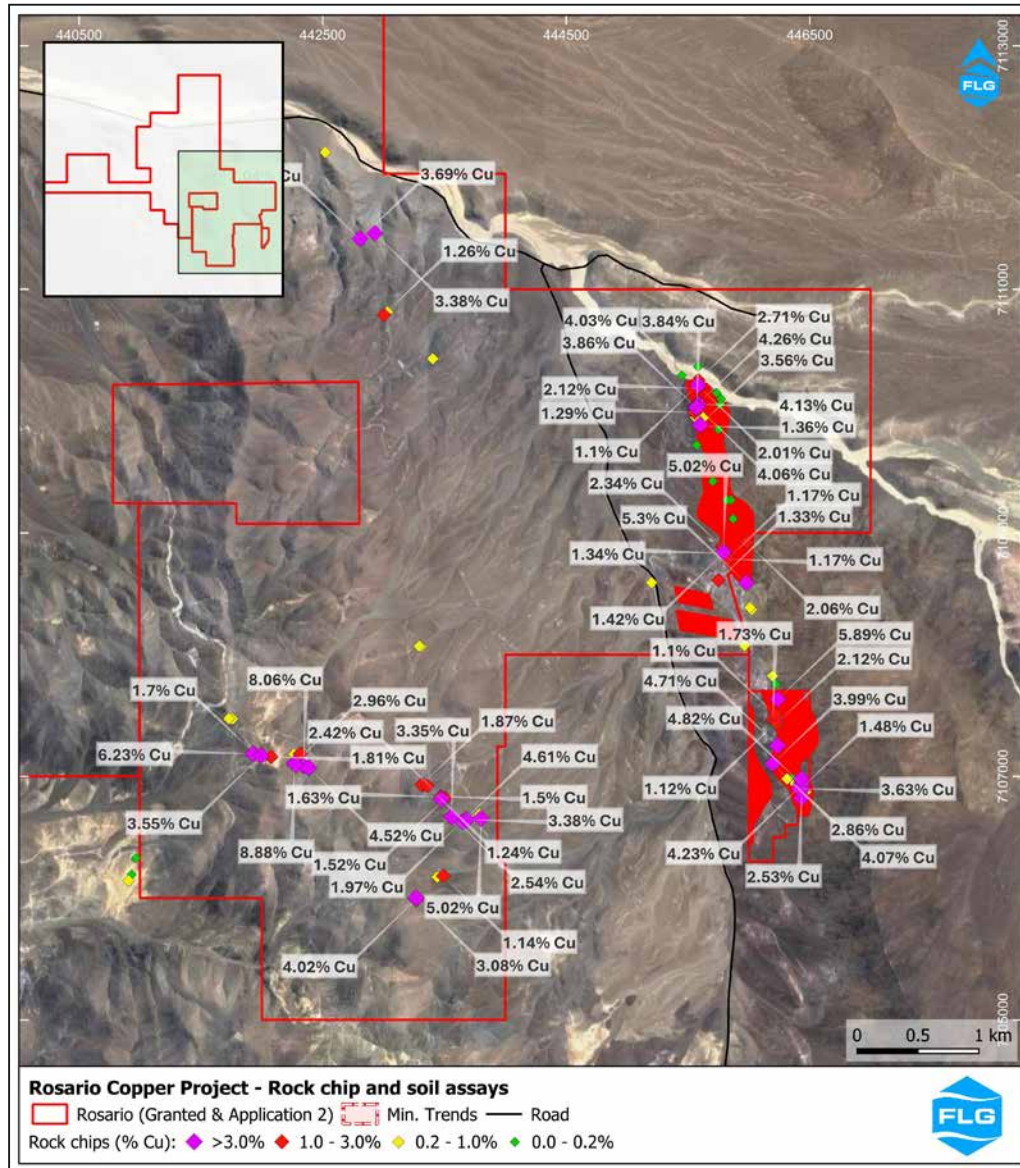 440500
442500
444500
446500
7113000
FLG
Cu
3.69% Cu
1.26% Cu
3.38% Cu
7111000
4.03% Cu
3.84% Cu
2.71% Cu
3.86% Cu
4.26% Cu
3.56% Cu
2.12% Cu
4.13% Cu
1.29% Cu
1.36% Cu
1.1% Cu
2.01% Cu
5.02% Cu
4.06% Cu
2.34% Cu
1.17% Cu
5.3% Cu
1.33% Cu
1.34% Cu
1.17% Cu
1.42% Cu
2.06% Cu
1.73% Cu
5.89% Cu
1.1% Cu
2.12% Cu
8.06% Cu
4.71% Cu
1.7% Cu
2.96% Cu
3.99% Cu
1.87% Cu
4.82% Cu
3.35% Cu
1.48% Cu
2.42% Cu
6.23% Cu
1.81% Cu
4.61% Cu
7107000
1.12% Cu
3.63% Cu
1.63% Cu
1.5% Cu
3.55% Cu
3.38% Cu
4.52% Cu
2.86% Cu
8.88% Cu
1.24% Cu
4.23% Cu
4.07% Cu
1.52% Cu
2.54% Cu
2.53% Cu
1.97% Cu
5.02% Cu
1.14% Cu
4.02% Cu
3.08% Cu
0 0.5 1 km
Rosario Copper Project - Rock chip and soil assays
Rosario (Granted & Application 2) Min. Trends Road
Rock chips (% Cu): >3.0% 1.0 - 3.0% 0.2 - 1.0% 0.0 - 0.2%
FLG